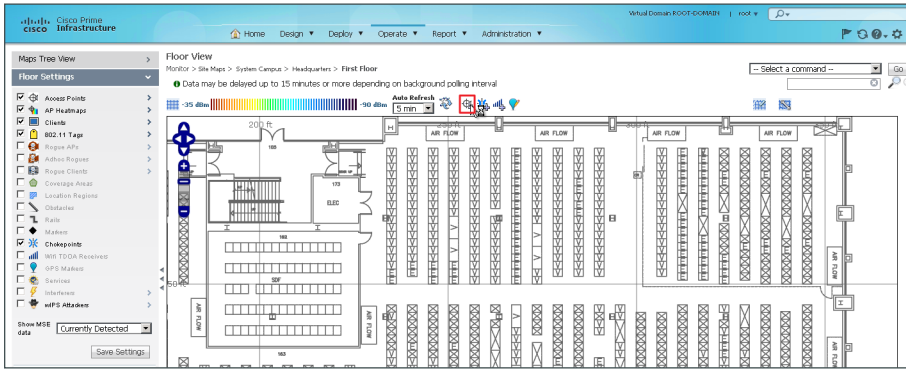 Virtual Domain ROOT-DOMAIN | root
Cisco Prime
CISCO Infrastructure
Home Design Deploy Operate Report Administration
Maps Tree View
Floor Settings
Access Points
AP Heatmaps
Clients
802.11 Tags
Rogue APs
Adhoc Rogues
Rogue Clients
Coverage Areas
Location Regions
Obstacles
Rails
Markers
Chokepoints
Wifi TDOA Receivers
GPS Markers
Services
Interferers
wIPS Attackers
Show MSE
data
Currently Detected
Save Settings
Floor View
Monitor > Site Maps > System Campus > Headquarters > First Floor
-- Select a command --
Go
Data may be delayed up to 15 minutes or more depending on background polling interval
-35 dBm
-90 dBm
Auto Refresh
5 min
200 ft
250 ft
300 ft
350 ft
AIR FLOW
AIR FLOW
AIR FLOW
AIR FLOW
165
173
ELEC
168
SDF
50 ft
AIR FLOW
AIR FLOW
AIR FLOW
AIR FLOW
163